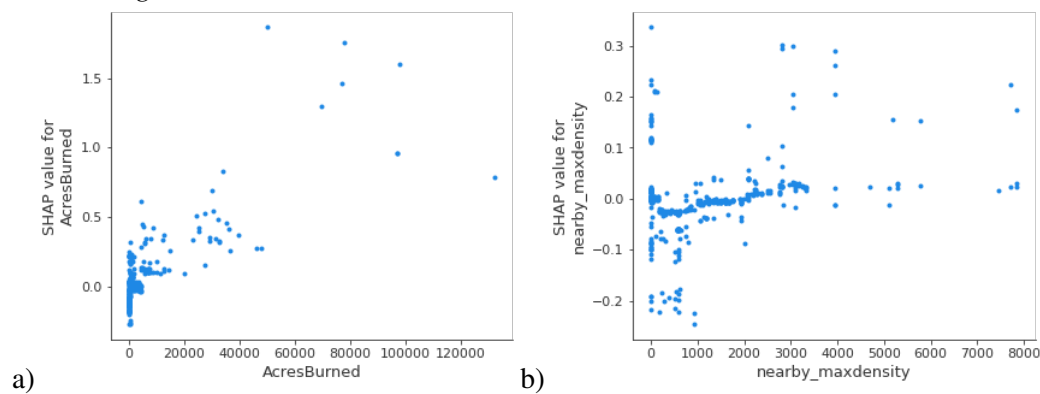 a)
SHAP value for
AcresBurned
1.5
1.0
0.5
0.0
0 20000 40000 60000 80000 100000 120000
AcresBurned
b)
SHAP value for
nearby_maxdensity
0.3
0.2
0.1
0.0
−0.1
−0.2
0 1000 2000 3000 4000 5000 6000 7000 8000
nearby_maxdensity